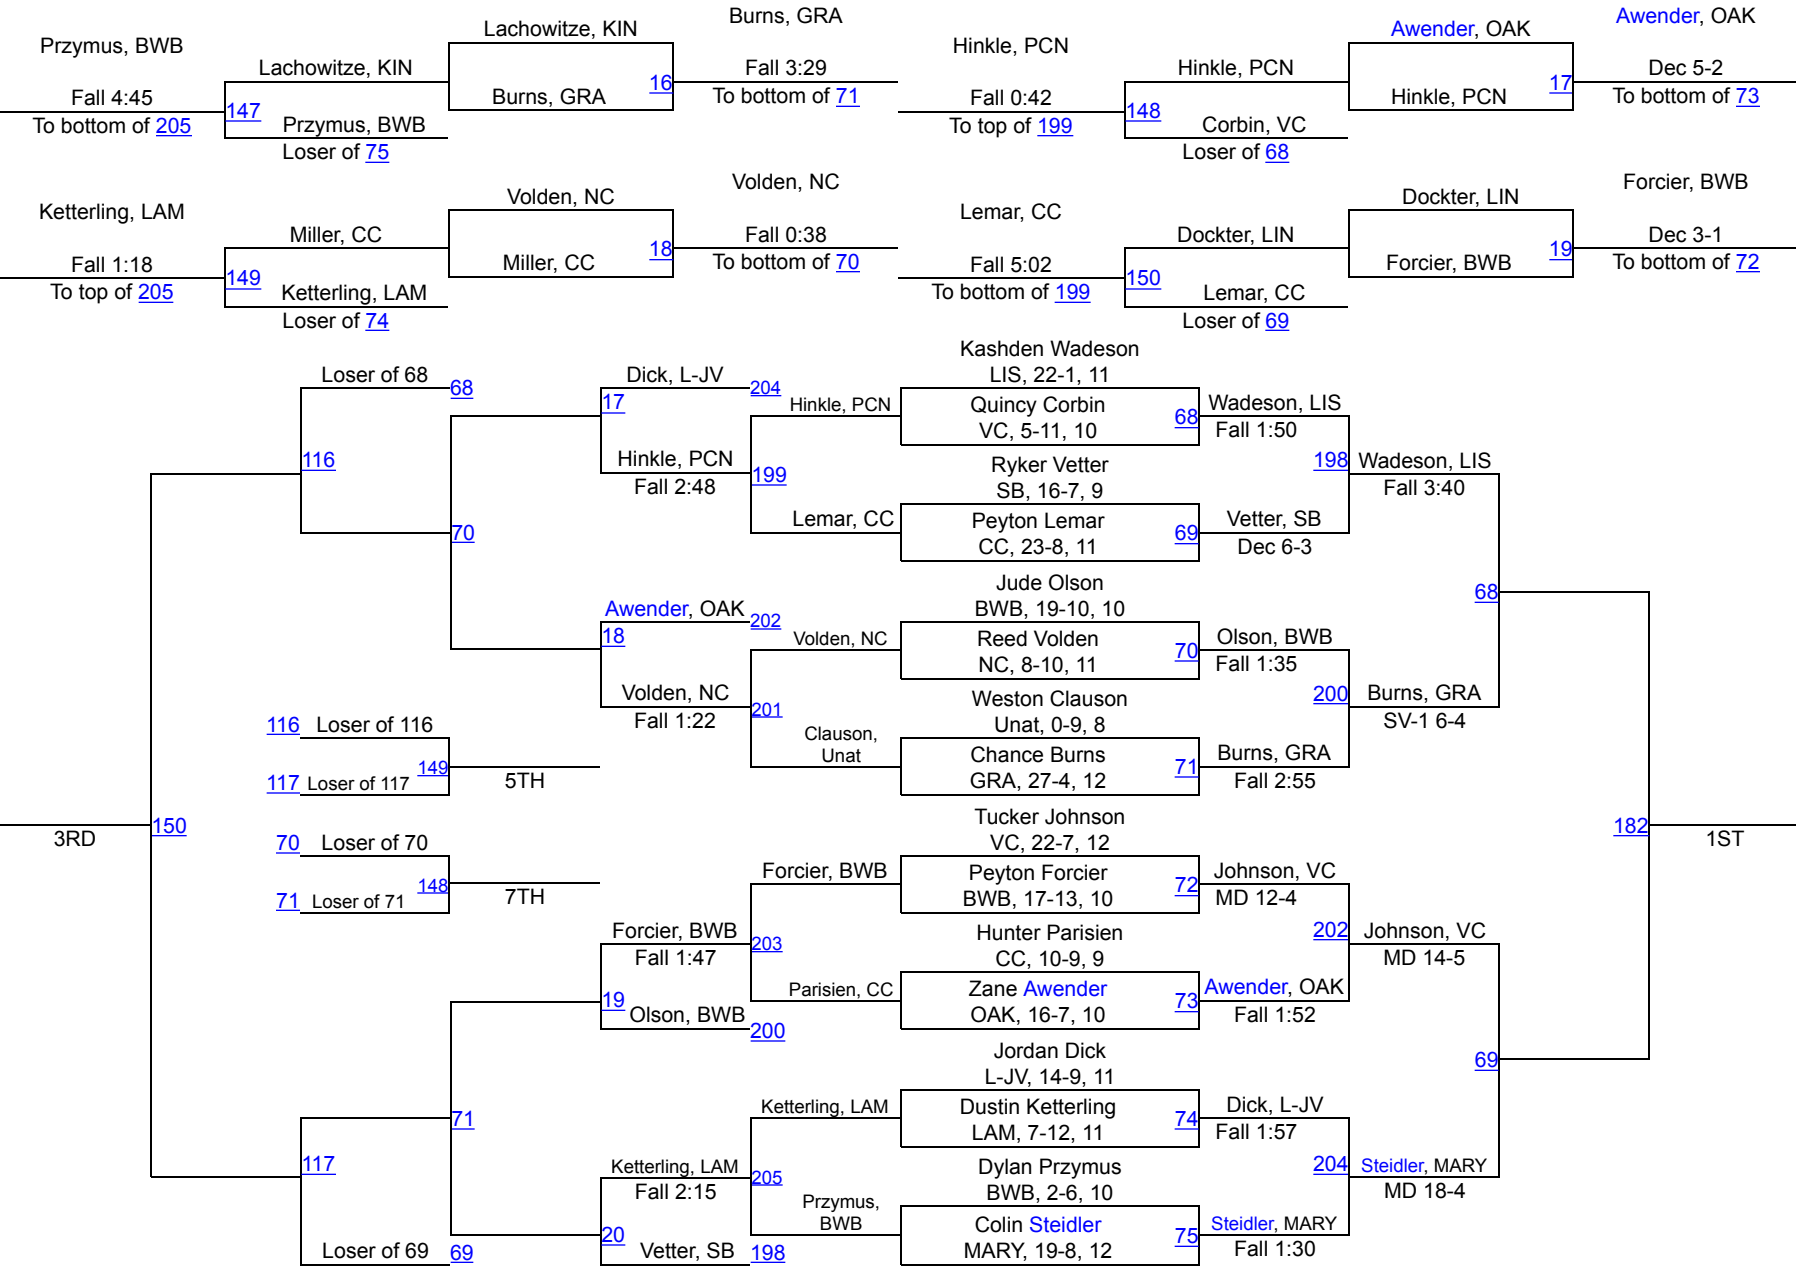 Burns, GRA
Awender, OAK
Lachowitze, KIN
Awender, OAK
Przymus, BWB
Hinkle, PCN
Lachowitze, KIN
Fall 3:29
Hinkle, PCN
Dec 5-2
16
17
Fall 4:45
Burns, GRA
To bottom of 71
Fall 0:42
Hinkle, PCN
To bottom of 73
147
148
To bottom of 205
Przymus, BWB
To top of 199
Corbin, VC
Loser of 75
Loser of 68
Volden, NC
Forcier, BWB
Volden, NC
Dockter, LIN
Ketterling, LAM
Lemar, CC
Miller, CC
Fall 0:38
Dockter, LIN
Dec 3-1
18
19
Fall 1:18
Miller, CC
To bottom of 70
Fall 5:02
Forcier, BWB
To bottom of 72
149
150
To top of 205
Ketterling, LAM
To bottom of 199
Lemar, CC
Loser of 74
Loser of 69
Kashden Wadeson
LIS, 22-1, 11
Loser of 68
68
Dick, L-JV
204
17
Hinkle, PCN
Quincy Corbin
VC, 5-11, 10
68
Wadeson, LIS
Fall 1:50
116
Hinkle, PCN
Fall 2:48
199
Ryker Vetter
SB, 16-7, 9
198
Wadeson, LIS
Fall 3:40
70
Lemar, CC
Peyton Lemar
CC, 23-8, 11
69
Vetter, SB
Dec 6-3
Jude Olson
BWB, 19-10, 10
68
Awender, OAK
202
18
Volden, NC
Reed Volden
NC, 8-10, 11
70
Olson, BWB
Fall 1:35
Volden, NC
Fall 1:22
201
Weston Clauson
Unat, 0-9, 8
200
Burns, GRA
SV-1 6-4
116
Loser of 116
Clauson,
Unat
149
5TH
117
Loser of 117
Chance Burns
GRA, 27-4, 12
71
Burns, GRA
Fall 2:55
3RD
150
Tucker Johnson
VC, 22-7, 12
182
1ST
70
Loser of 70
148
7TH
71
Loser of 71
Forcier, BWB
Peyton Forcier
BWB, 17-13, 10
72
Johnson, VC
MD 12-4
Forcier, BWB
Fall 1:47
203
Hunter Parisien
CC, 10-9, 9
202
Johnson, VC
MD 14-5
19
Olson, BWB
200
Parisien, CC
Zane Awender
OAK, 16-7, 10
73
Awender, OAK
Fall 1:52
Jordan Dick
L-JV, 14-9, 11
69
71
Ketterling, LAM
Dustin Ketterling
LAM, 7-12, 11
74
Dick, L-JV
Fall 1:57
117
Ketterling, LAM
Fall 2:15
205
Dylan Przymus
BWB, 2-6, 10
204
Steidler, MARY
MD 18-4
Przymus,
BWB
20
Colin Steidler
MARY, 19-8, 12
75
Steidler, MARY
Fall 1:30
Loser of 69
69
Vetter, SB
198